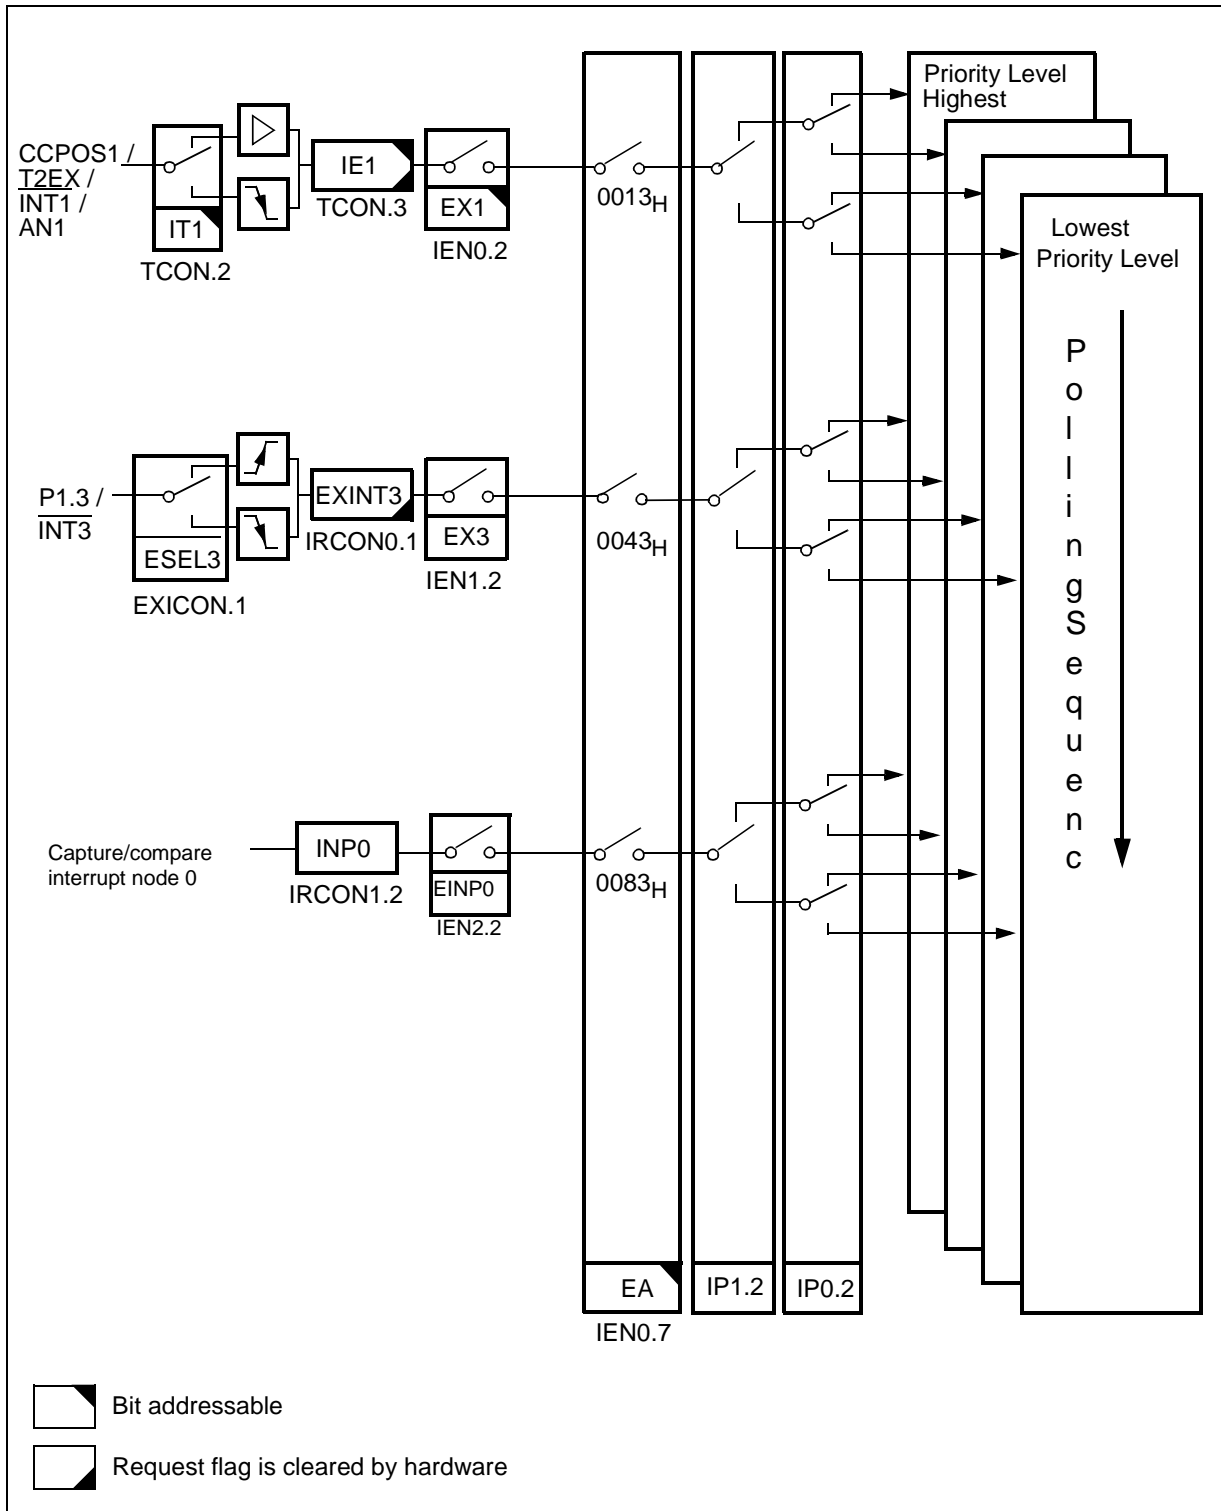 Priority Level
Highest
CCPOS1 /
T2EX /
INT1 /
AN1
IT1
TCON.2
IE1
TCON.3
EX1
IEN0.2
0013H
Lowest
Priority Level
P1.3 /
INT3
ESEL3
EXICON.1
EXINT3
IRCON0.1
EX3
IEN1.2
0043H
Capture/compare
interrupt node 0
INP0
IRCON1.2
EINP0
IEN2.2
0083H
P
o
l
l
i
n
g
S
e
q
u
e
n
c
EA
IEN0.7
IP1.2
IP0.2
Bit addressable
Request flag is cleared by hardware